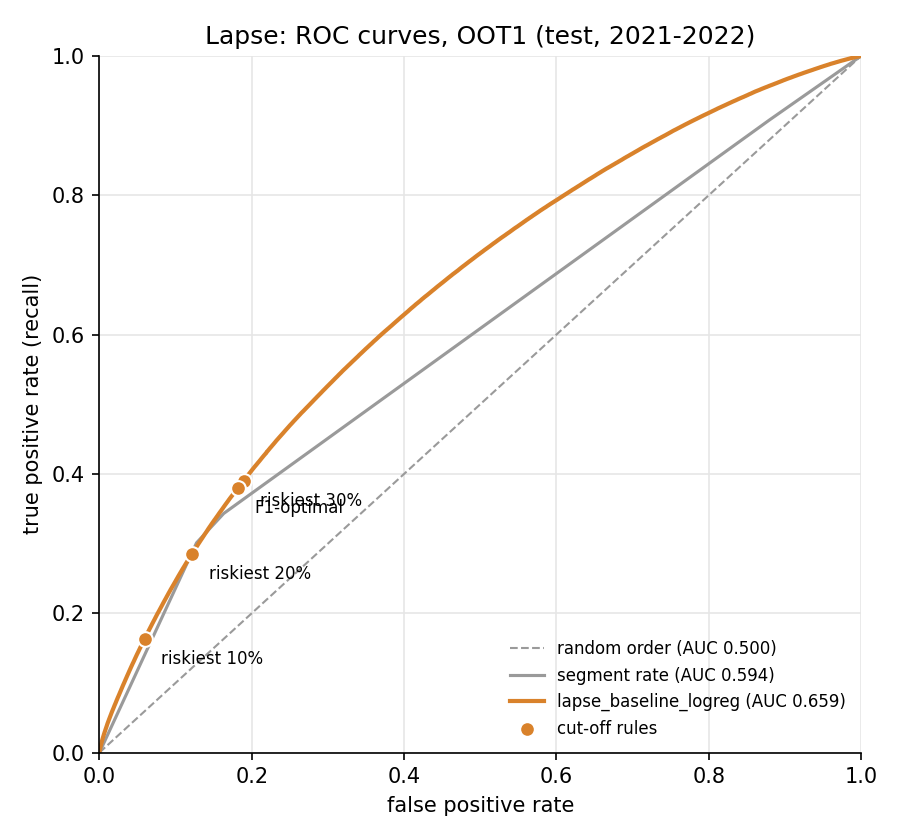 Lapse: ROC curves, OOT1 (test, 2021-2022)
true positive rate (recall)
1.0
0.8
0.6
0.4
0.2
0.0
riskiest 30%
F1-optimal
riskiest 20%
riskiest 10%
random order (AUC 0.500)
segment rate (AUC 0.594)
lapse_baseline_logreg (AUC 0.659)
cut-off rules
0.0 0.2 0.4 0.6 0.8 1.0
false positive rate